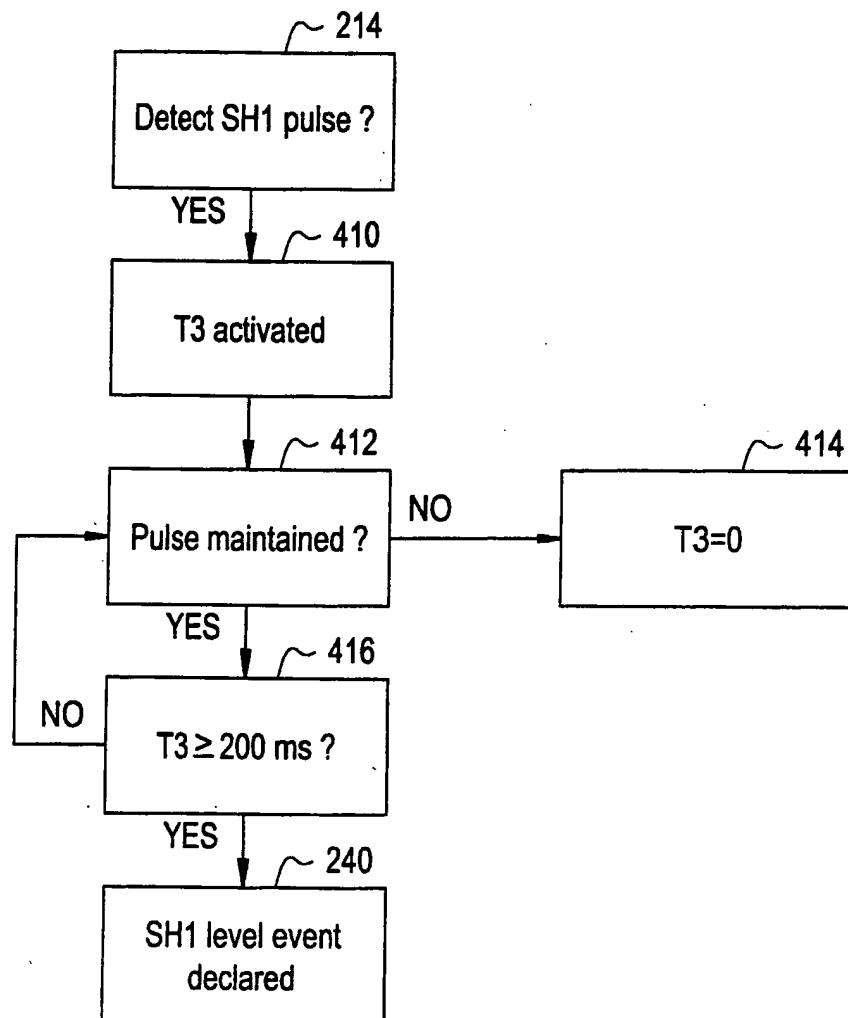 214
Detect SH1 pulse ?
YES
410
T3 activated
412
Pulse maintained ?
NO
414
T3=0
YES
416
T3 ≥ 200 ms ?
NO
YES
240
SH1 level event
declared